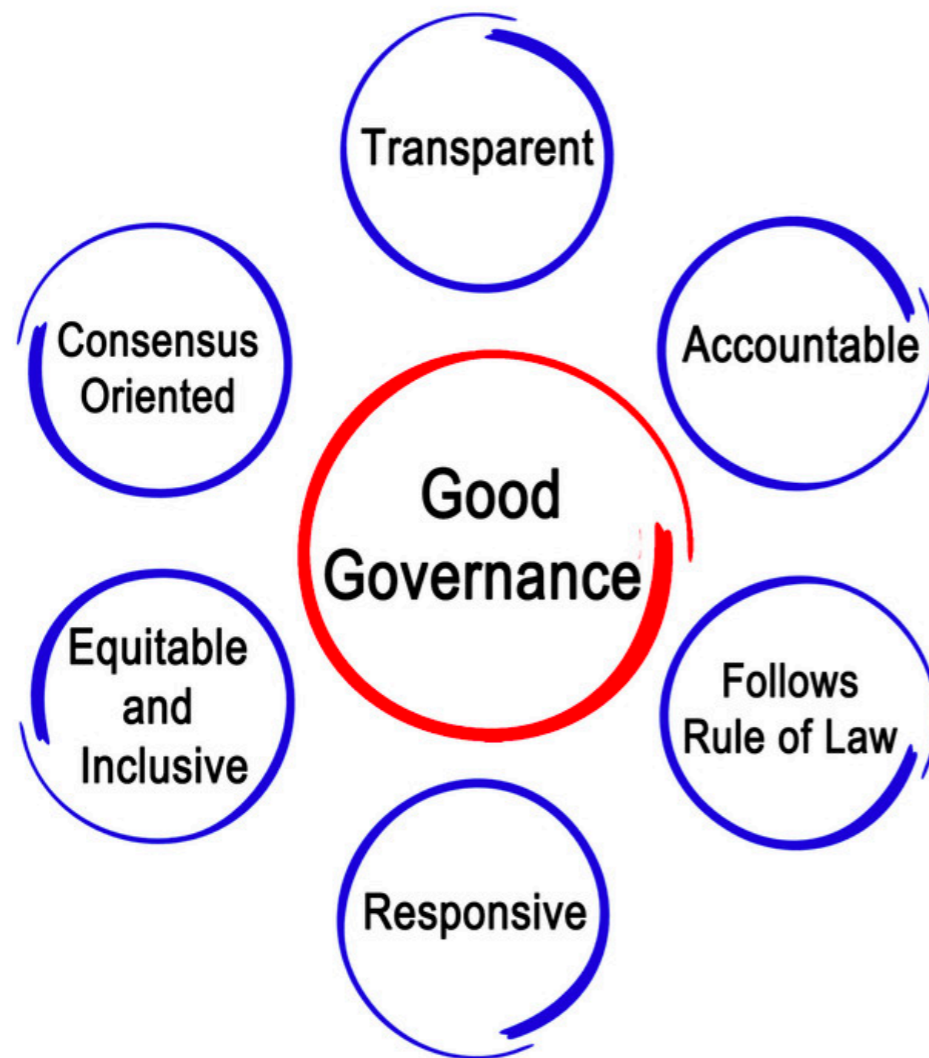 Transparent
Accountable
Follows
Rule of Law
Responsive
Equitable
and
Inclusive
Consensus
Oriented
Good
Governance